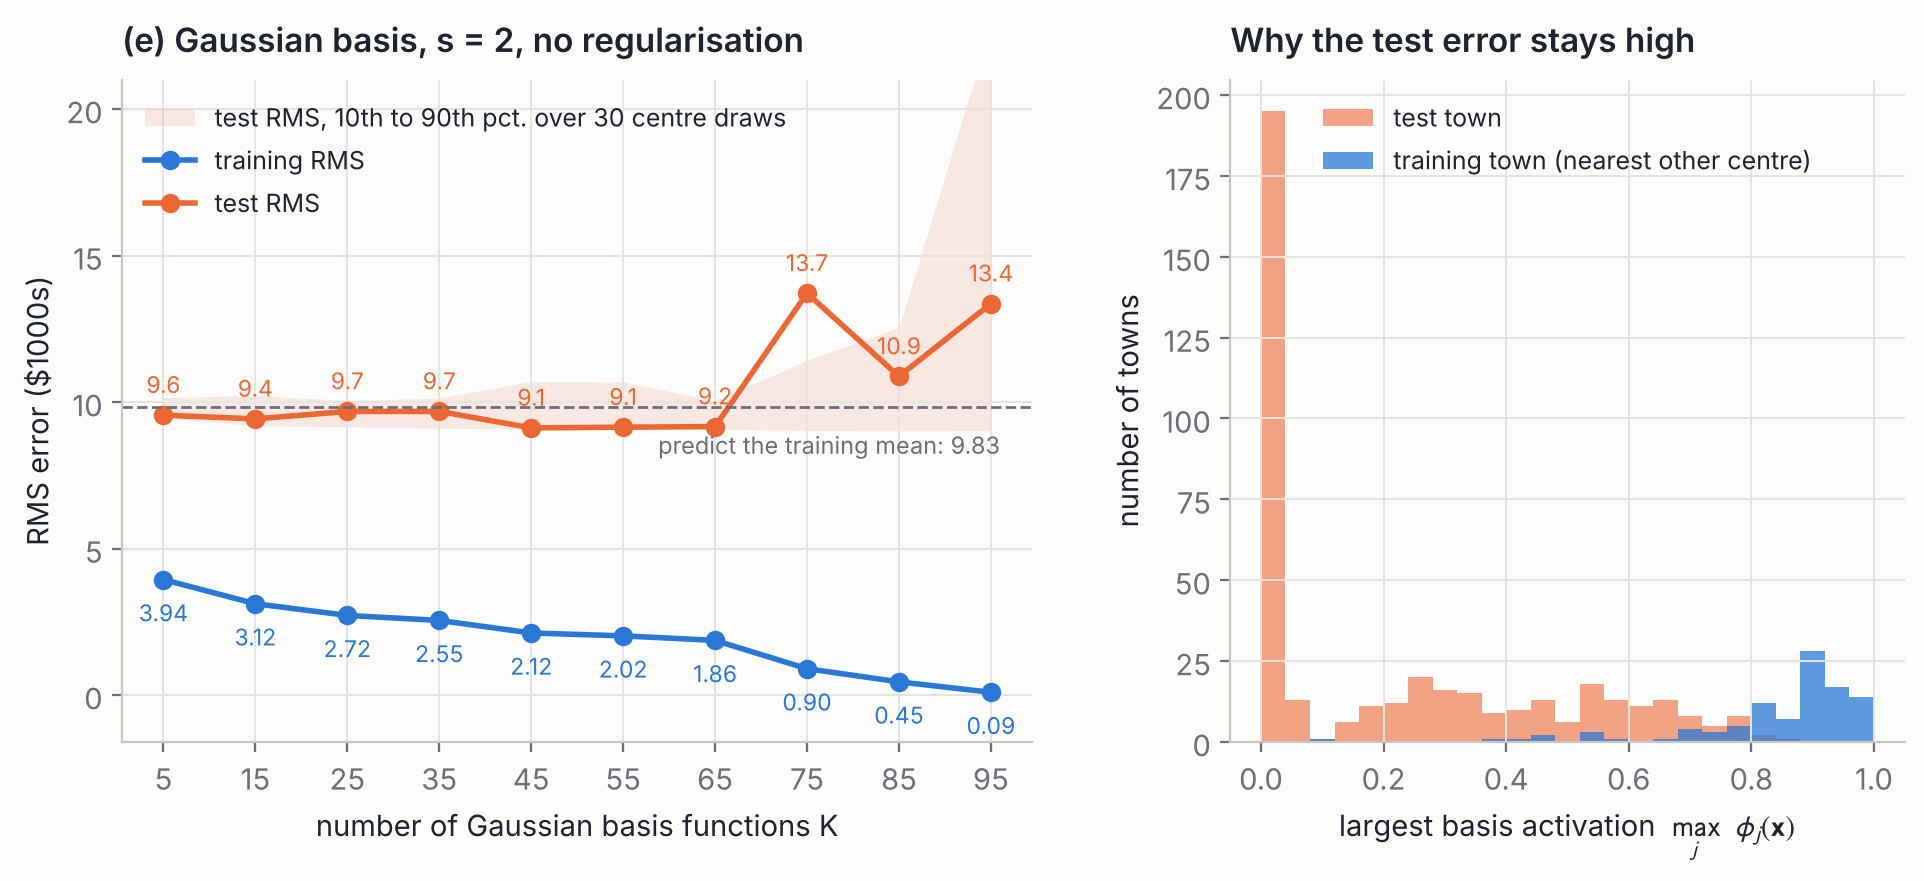 (e) Gaussian basis, s = 2, no regularisation
test RMS, 10th to 90th pct. over 30 centre draws
training RMS
test RMS
RMS error ($1000s)
20
15
10
5
0
9.6
9.4
9.7
9.7
9.1
9.1
9.2
13.7
10.9
13.4
predict the training mean: 9.83
3.94
3.12
2.72
2.55
2.12
2.02
1.86
0.90
0.45
0.09
5 15 25 35 45 55 65 75 85 95
number of Gaussian basis functions K
Why the test error stays high
test town
training town (nearest other centre)
number of towns
200
175
150
125
100
75
50
25
0
0.0 0.2 0.4 0.6 0.8 1.0
largest basis activation max_j ϕ_j(x)